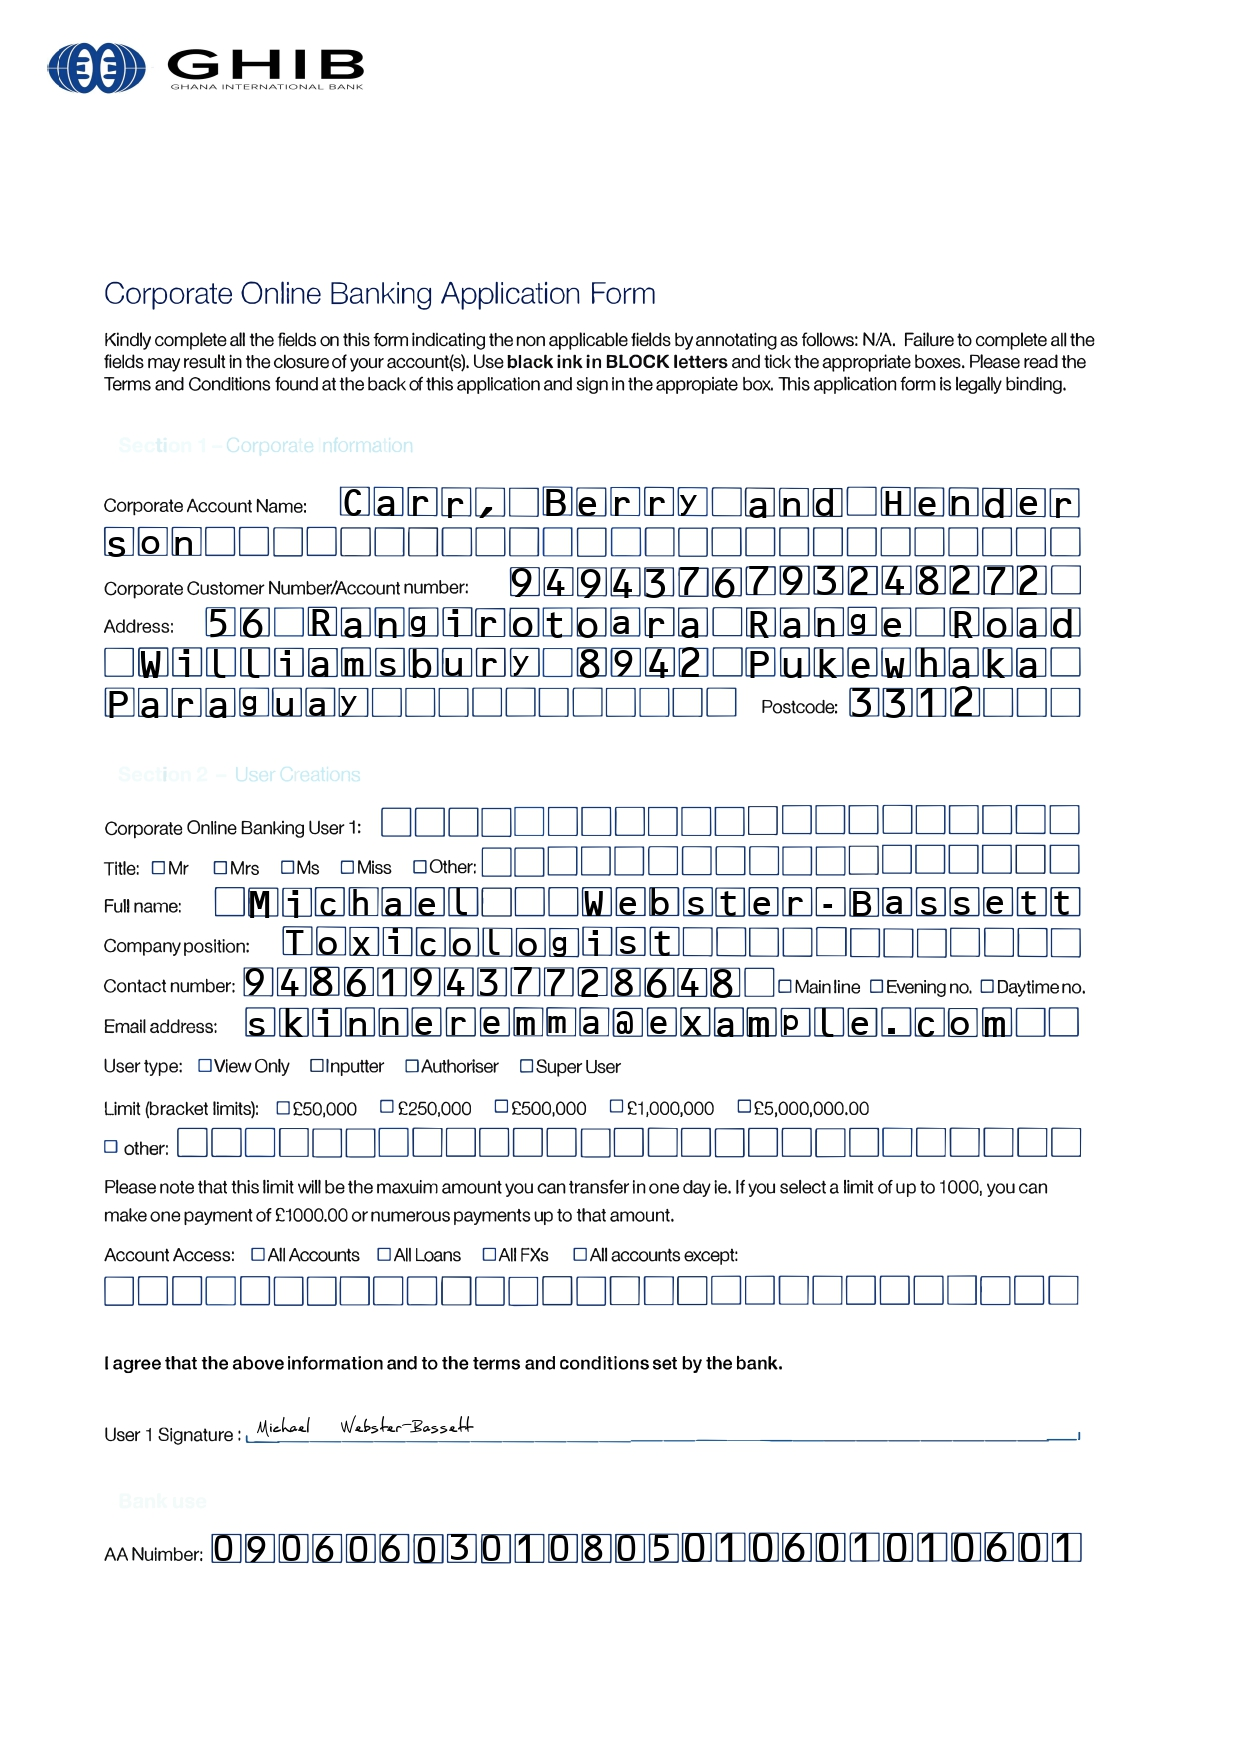 GHIB
GHANA INTERNATIONAL BANK
Corporate Online Banking Application Form
Kindly complete all the fields on this form indicating the non applicable fields by annotating as follows: N/A. Failure to complete all the
fields may result in the closure of your account(s). Use black ink in BLOCK letters and tick the appropriate boxes. Please read the
Terms and Conditions found at the back of this application and sign in the appropiate box. This application form is legally binding.
Section 1 – Corporate Information
Corporate Account Name: Carr, Berry and Hender
son
Corporate Customer Number/Account number: 9494376793248272
Address: 56 Rangirotoara Range Road
Williamsbury 8942 Pukewhaka
Paraguay Postcode: 3312
Section 2 – User Creations
Corporate Online Banking User 1:
Title: Mr Mrs Ms Miss Other:
Full name: Michael Webster-Bassett
Company position: Toxicologist
Contact number: 948619437728648 Main line Evening no. Daytime no.
Email address: skinneremma@example.com
User type: View Only Inputter Authoriser Super User
Limit (bracket limits): £50,000 £250,000 £500,000 £1,000,000 £5,000,000.00
other:
Please note that this limit will be the maxuim amount you can transfer in one day ie. If you select a limit of up to 1000, you can
make one payment of £1000.00 or numerous payments up to that amount.
Account Access: All Accounts All Loans All FXs All accounts except:
I agree that the above information and to the terms and conditions set by the bank.
User 1 Signature : Michael Webster-Bassett
Bank use
AA Nuimber: 09060603010805010601010601